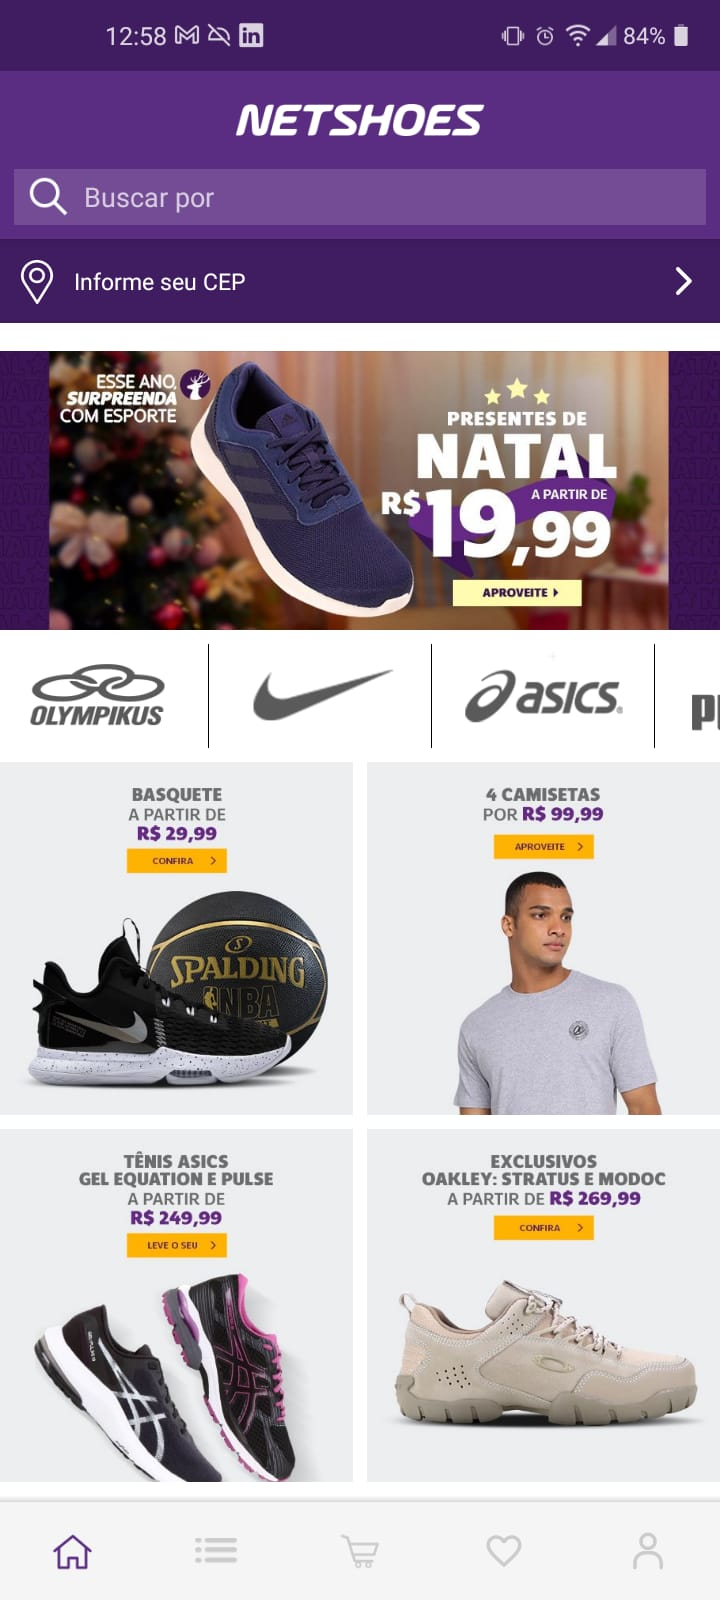 12:58
84%
NETSHOES
Buscar por
Informe seu CEP
ESSE ANO,
SURPREENDA
COM ESPORTE
PRESENTES DE
NATAL
A PARTIR DE
R$19,99
APROVEITE
OLYMPIKUS
asics
BASQUETE
A PARTIR DE
R$ 29,99
CONFIRA
SPALDING
NBA
4 CAMISETAS
POR R$ 99,99
APROVEITE
TÊNIS ASICS
GEL EQUATION E PULSE
A PARTIR DE
R$ 249,99
LEVE O SEU
EXCLUSIVOS
OAKLEY: STRATUS E MODOC
A PARTIR DE R$ 269,99
CONFIRA